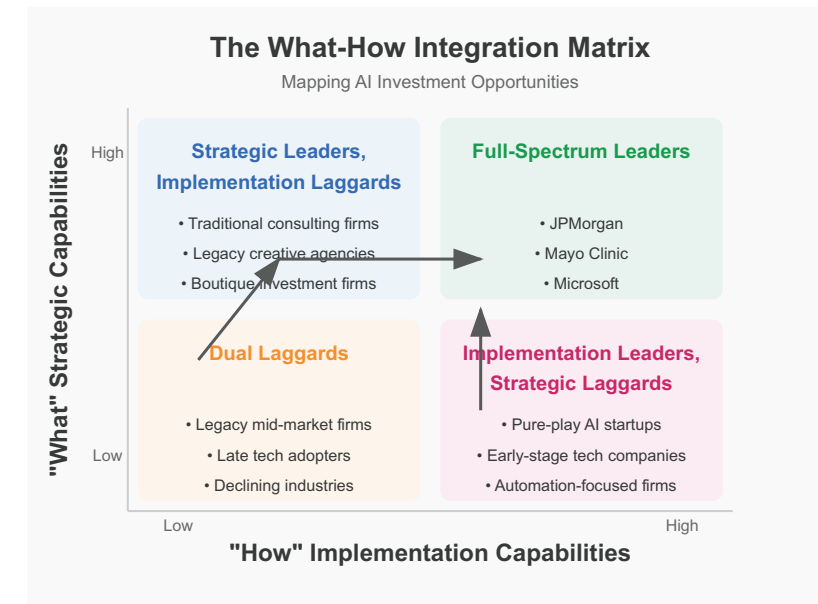 The What-How Integration Matrix
Mapping AI Investment Opportunities
"What" Strategic Capabilities
High
Strategic Leaders,
Implementation Laggards
• Traditional consulting firms
• Legacy creative agencies
• Boutique investment firms
Full-Spectrum Leaders
• JPMorgan
• Mayo Clinic
• Microsoft
Low
Dual Laggards
• Legacy mid-market firms
• Late tech adopters
• Declining industries
Implementation Leaders,
Strategic Laggards
• Pure-play AI startups
• Early-stage tech companies
• Automation-focused firms
Low
High
"How" Implementation Capabilities